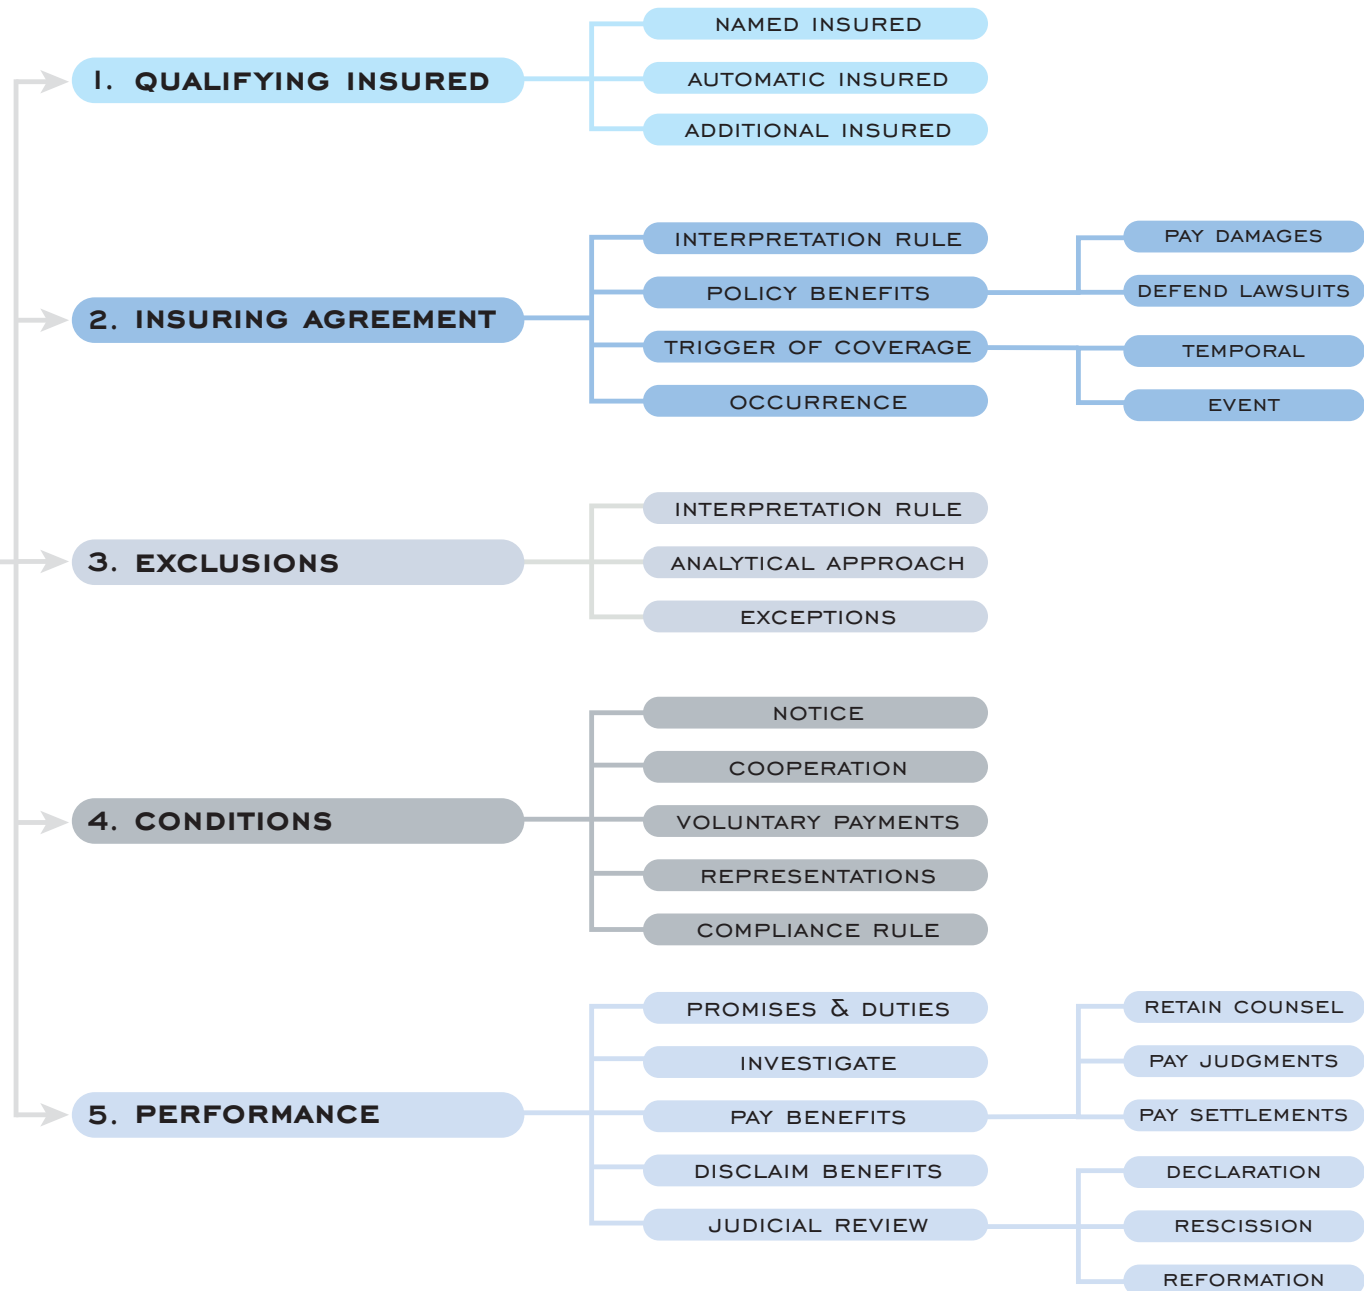 1. QUALIFYING INSURED
NAMED INSURED
AUTOMATIC INSURED
ADDITIONAL INSURED
2. INSURING AGREEMENT
INTERPRETATION RULE
POLICY BENEFITS
PAY DAMAGES
DEFEND LAWSUITS
TRIGGER OF COVERAGE
TEMPORAL
EVENT
OCCURRENCE
3. EXCLUSIONS
INTERPRETATION RULE
ANALYTICAL APPROACH
EXCEPTIONS
4. CONDITIONS
NOTICE
COOPERATION
VOLUNTARY PAYMENTS
REPRESENTATIONS
COMPLIANCE RULE
5. PERFORMANCE
PROMISES & DUTIES
INVESTIGATE
PAY BENEFITS
RETAIN COUNSEL
PAY JUDGMENTS
PAY SETTLEMENTS
DISCLAIM BENEFITS
JUDICIAL REVIEW
DECLARATION
RESCISSION
REFORMATION